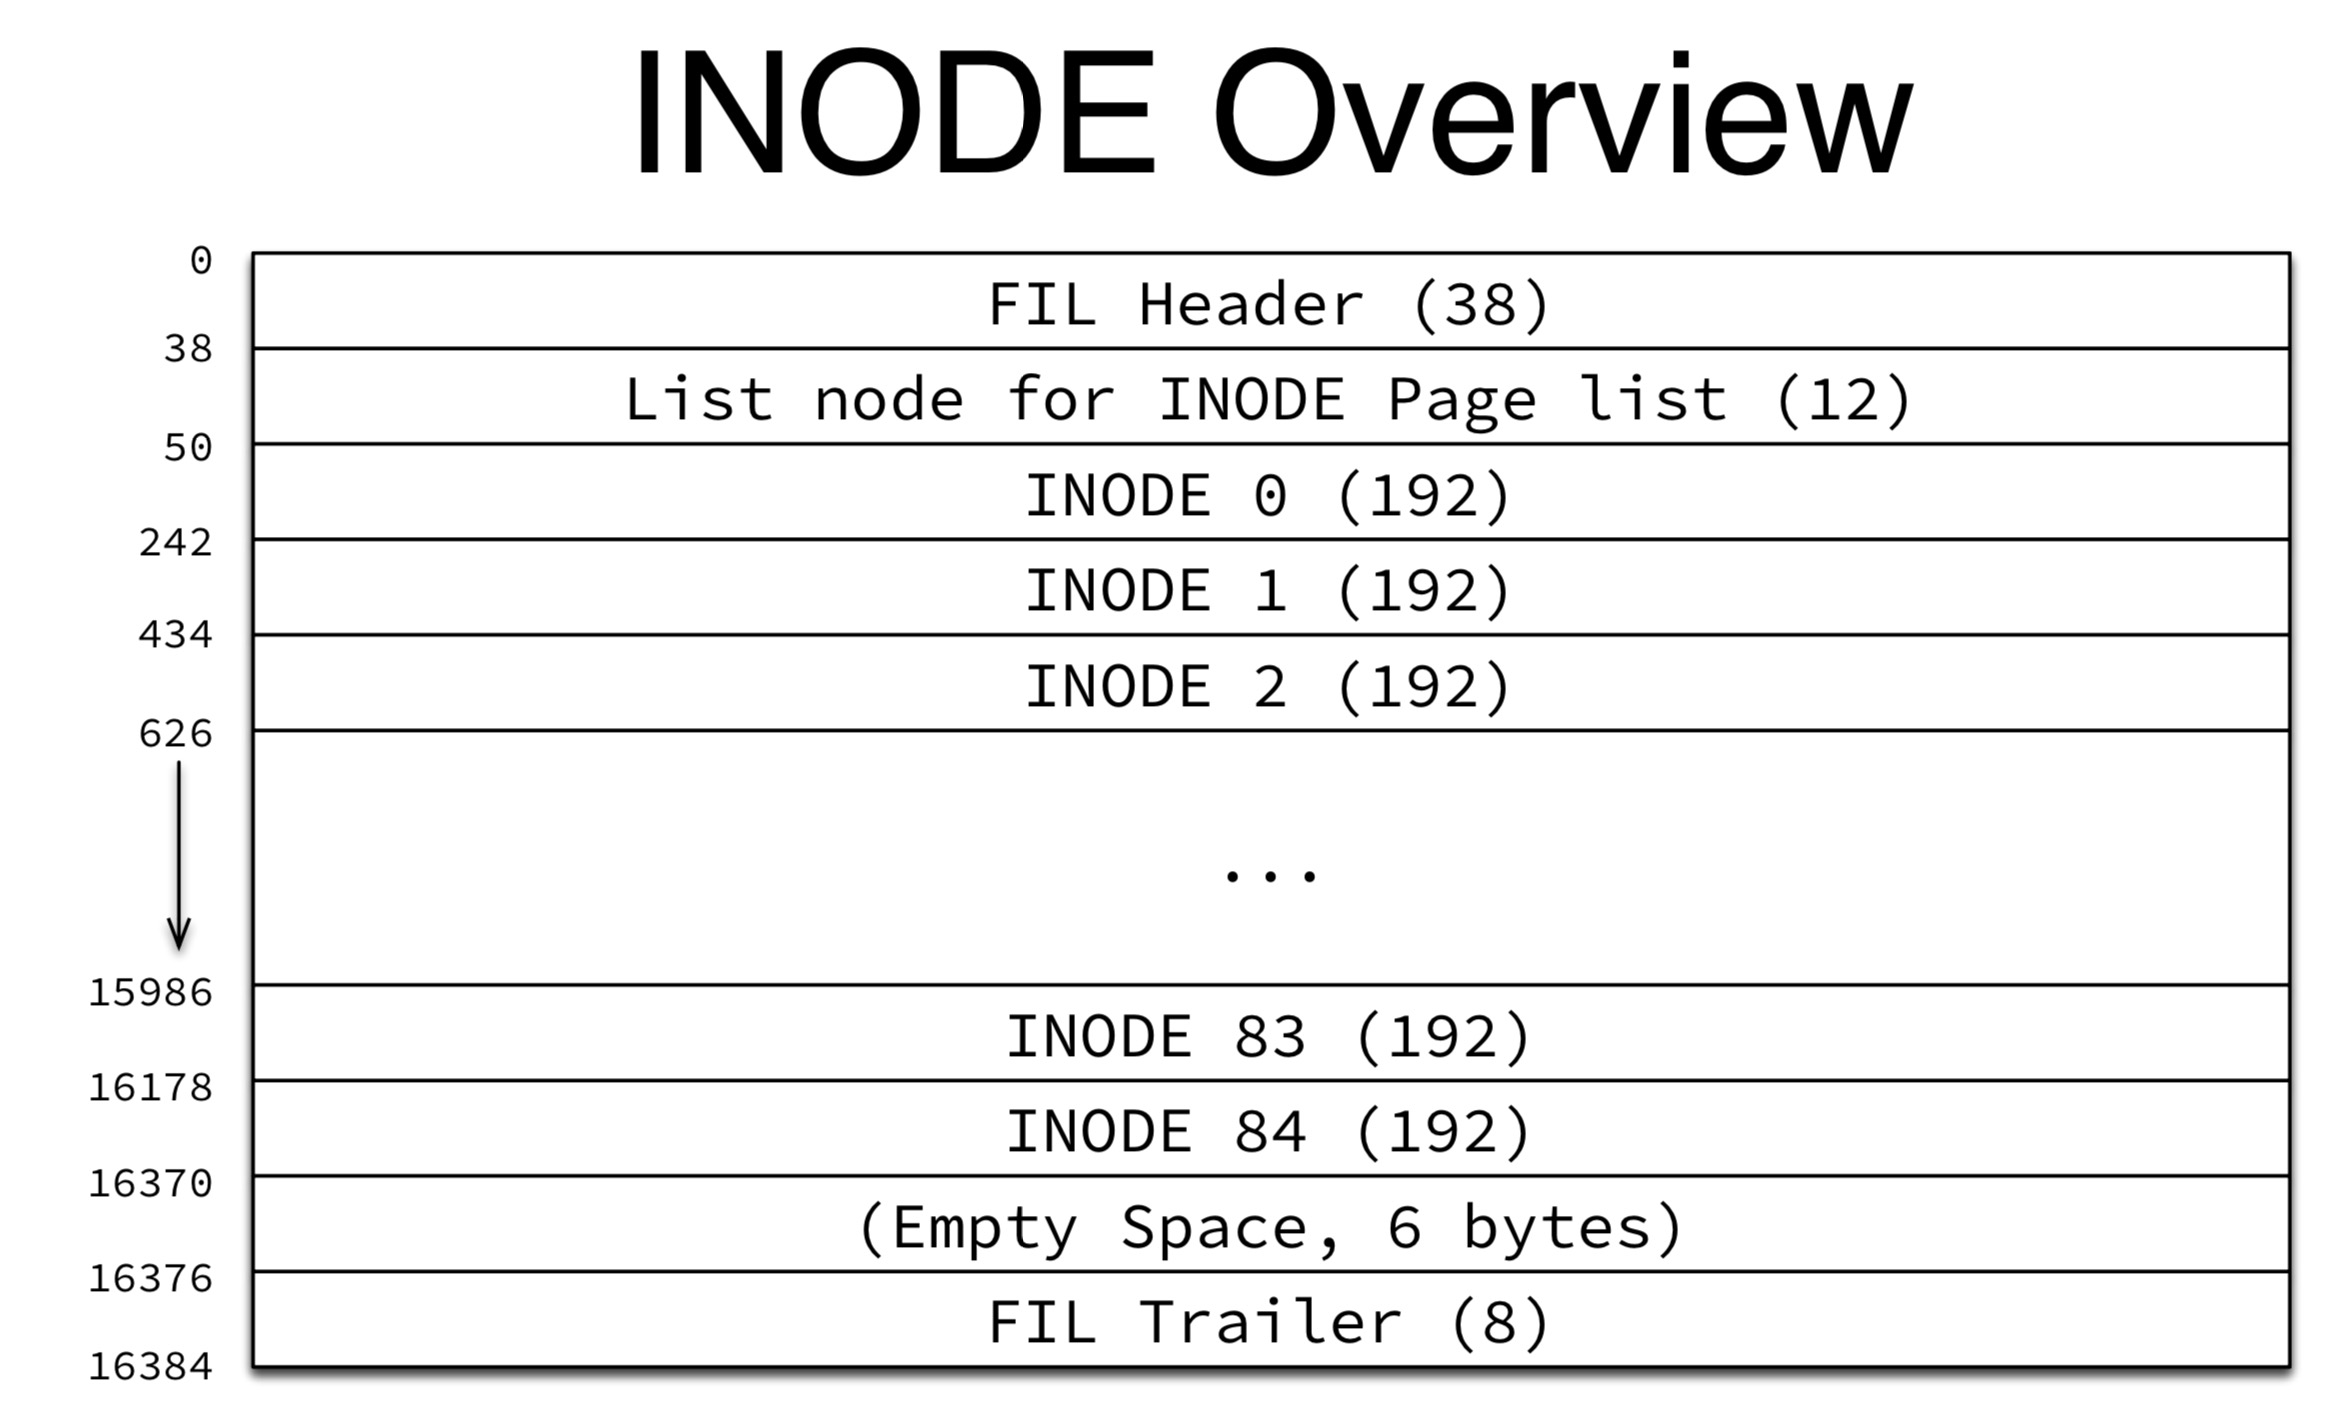 INODE Overview
0
FIL Header (38)
38
List node for INODE Page list (12)
50
INODE 0 (192)
242
INODE 1 (192)
434
INODE 2 (192)
626
...
15986
INODE 83 (192)
16178
INODE 84 (192)
16370
(Empty Space, 6 bytes)
16376
FIL Trailer (8)
16384